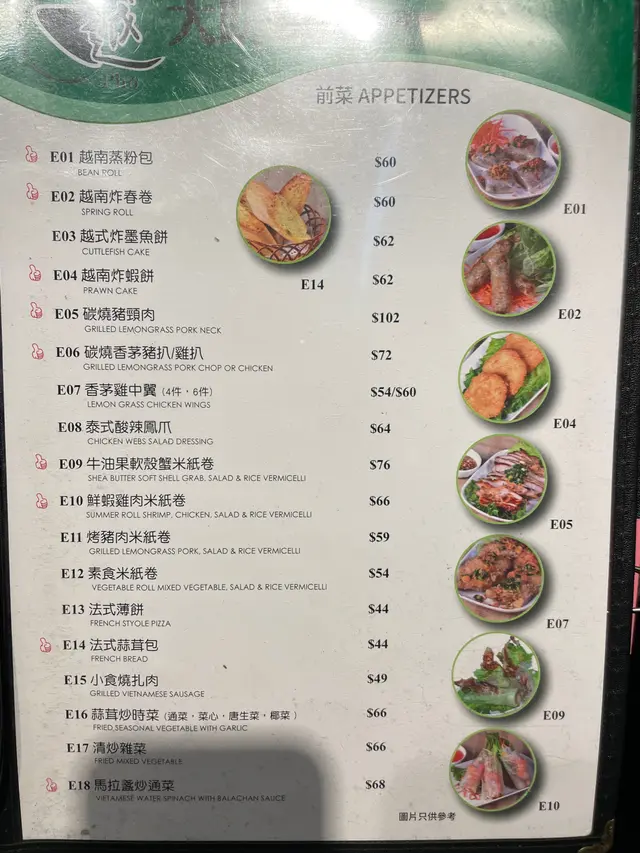 前菜 APPETIZERS
E01 越南蒸粉包 $60
BEAN ROLL
E01
E02 越南炸春卷 $60
SPRING ROLL
E03 越式炸墨魚餅 $62
CUTTLEFISH CAKE
E14
E04 越南炸蝦餅 $62
PRAWN CAKE
E02
E05 碳燒豬頸肉 $102
GRILLED LEMONGRASS PORK NECK
E06 碳燒香茅豬扒/雞扒 $72
GRILLED LEMONGRASS PORK CHOP OR CHICKEN
E07 香茅雞中翼 (4件，6件) $54/$60
LEMON GRASS CHICKEN WINGS
E04
E08 泰式酸辣鳳爪 $64
CHICKEN WEBS SALAD DRESSING
E09 牛油果軟殼蟹米紙卷 $76
SHEA BUTTER SOFT SHELL GRAB, SALAD & RICE VERMICELLI
E10 鮮蝦雞肉米紙卷 $66
SUMMER ROLL SHRIMP, CHICKEN, SALAD & RICE VERMICELLI
E05
E11 烤豬肉米紙卷 $59
GRILLED LEMONGRASS PORK, SALAD & RICE VERMICELLI
E12 素食米紙卷 $54
VEGETABLE ROLL MIXED VEGETABLE, SALAD & RICE VERMICELLI
E13 法式薄餅 $44
FRENCH STYOLE PIZZA
E07
E14 法式蒜茸包 $44
FRENCH BREAD
E15 小食燒扎肉 $49
GRILLED VIETNAMESE SAUSAGE
E16 蒜茸炒時菜 (通菜，菜心，唐生菜，椰菜) $66
FRIED SEASONAL VEGETABLE WITH GARLIC
E09
E17 清炒雜菜 $66
FRIED MIXED VEGETABLE
E18 馬拉盞炒通菜 $68
VIETAMESE WATER SPINACH WITH BALACHAN SAUCE
E10
圖片只供參考